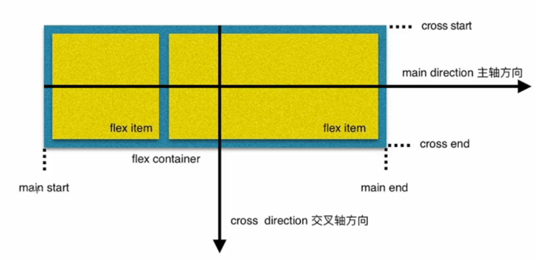 cross start
main direction 主轴方向
flex item
flex item
cross end
flex container
main start
main end
cross direction 交叉轴方向